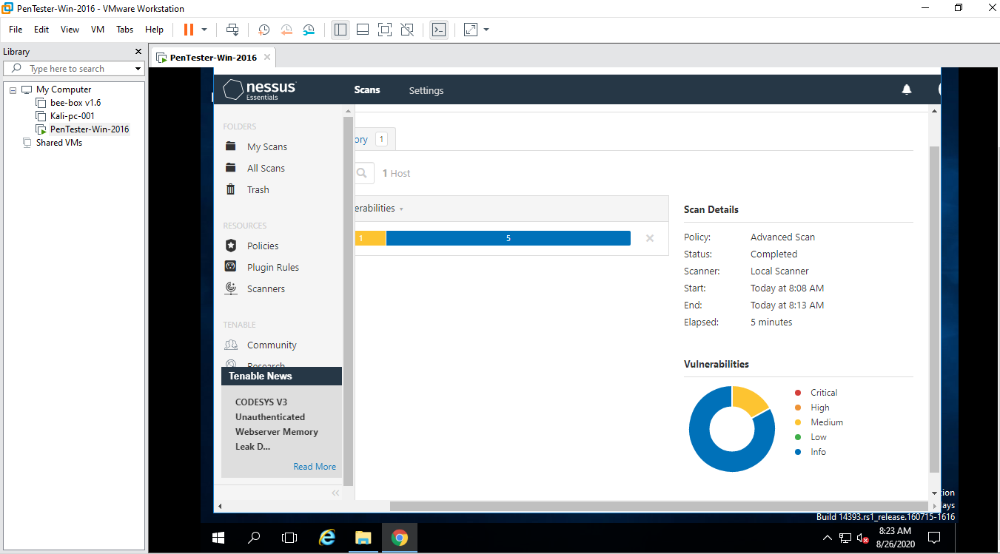 PenTester-Win-2016 - VMware Workstation
File Edit View VM Tabs Help
Library
Type here to search
My Computer
bee-box v1.6
Kali-pc-001
PenTester-Win-2016
Shared VMs
PenTester-Win-2016
nessus
Essentials
Scans
Settings
FOLDERS
My Scans
All Scans
Trash
RESOURCES
Policies
Plugin Rules
Scanners
TENABLE
Community
Research
Tenable News
CODESYS V3
Unauthenticated
Webserver Memory
Leak D...
Read More
ory 1
1 Host
erabilities
1 5
Scan Details
Policy: Advanced Scan
Status: Completed
Scanner: Local Scanner
Start: Today at 8:08 AM
End: Today at 8:13 AM
Elapsed: 5 minutes
Vulnerabilities
Critical
High
Medium
Low
Info
tion
lays
Build 14393.rs1_release.160715-1616
8:23 AM
8/26/2020